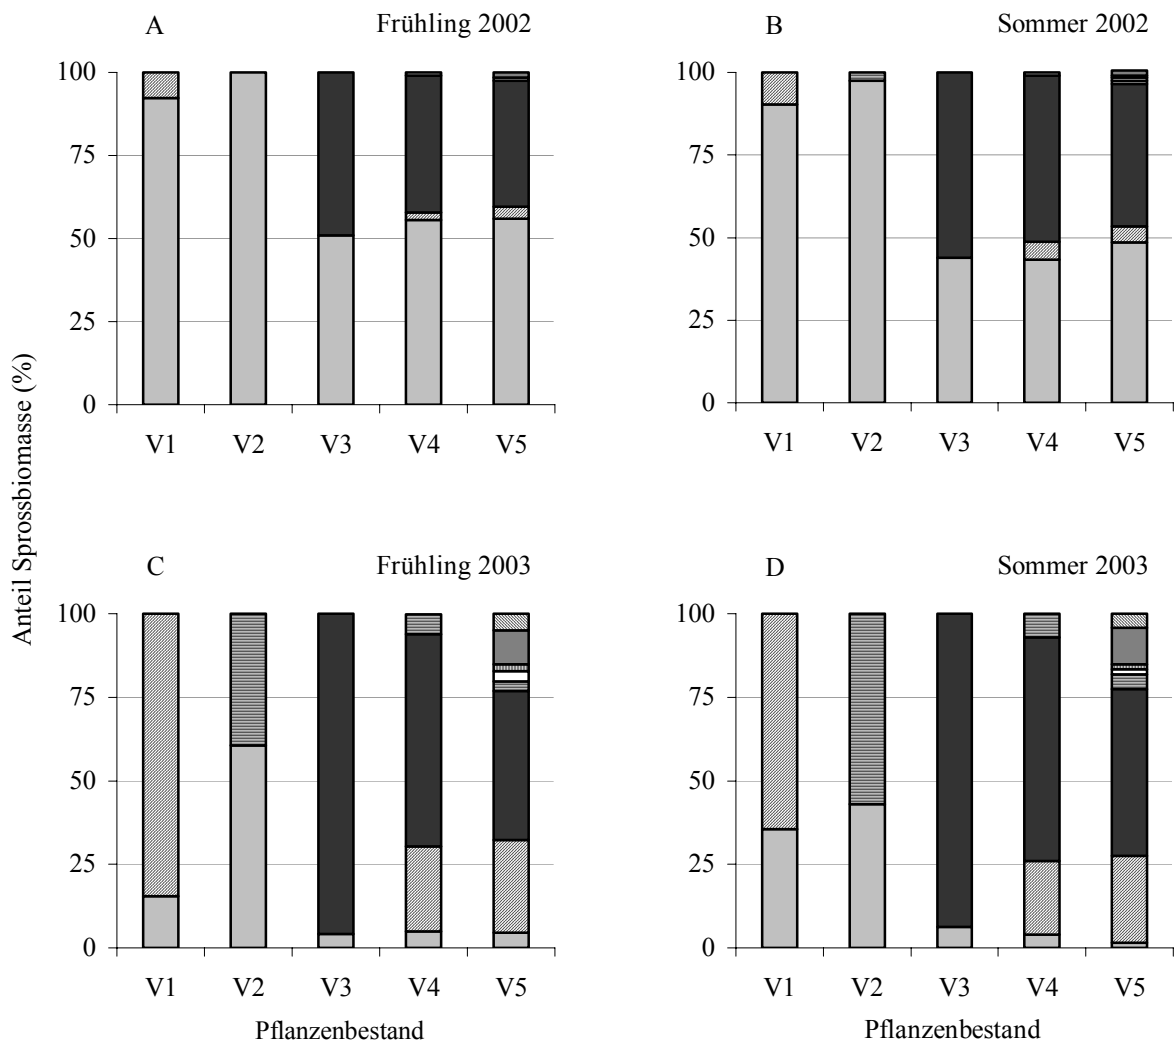 A Frühling 2002
100
75
50
25
0
V1 V2 V3 V4 V5
B Sommer 2002
100
75
50
25
0
V1 V2 V3 V4 V5
Anteil Sprossbiomasse (%)
C Frühling 2003
100
75
50
25
0
V1 V2 V3 V4 V5
Pflanzenbestand
D Sommer 2003
100
75
50
25
0
V1 V2 V3 V4 V5
Pflanzenbestand